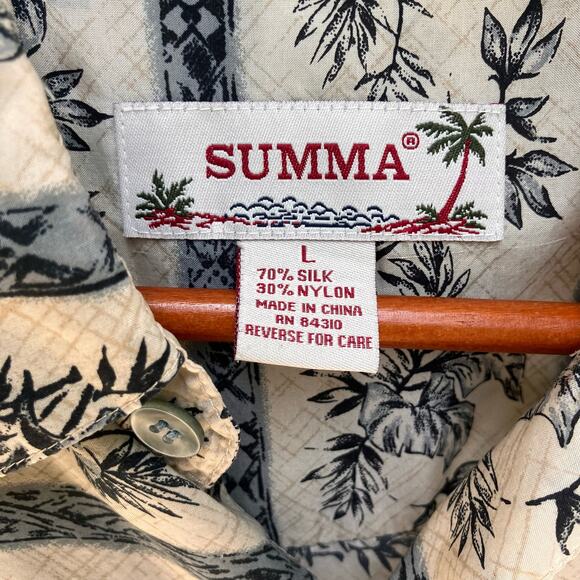 SUMMA®
L
70% SILK
30% NYLON
MADE IN CHINA
RN 84310
REVERSE FOR CARE